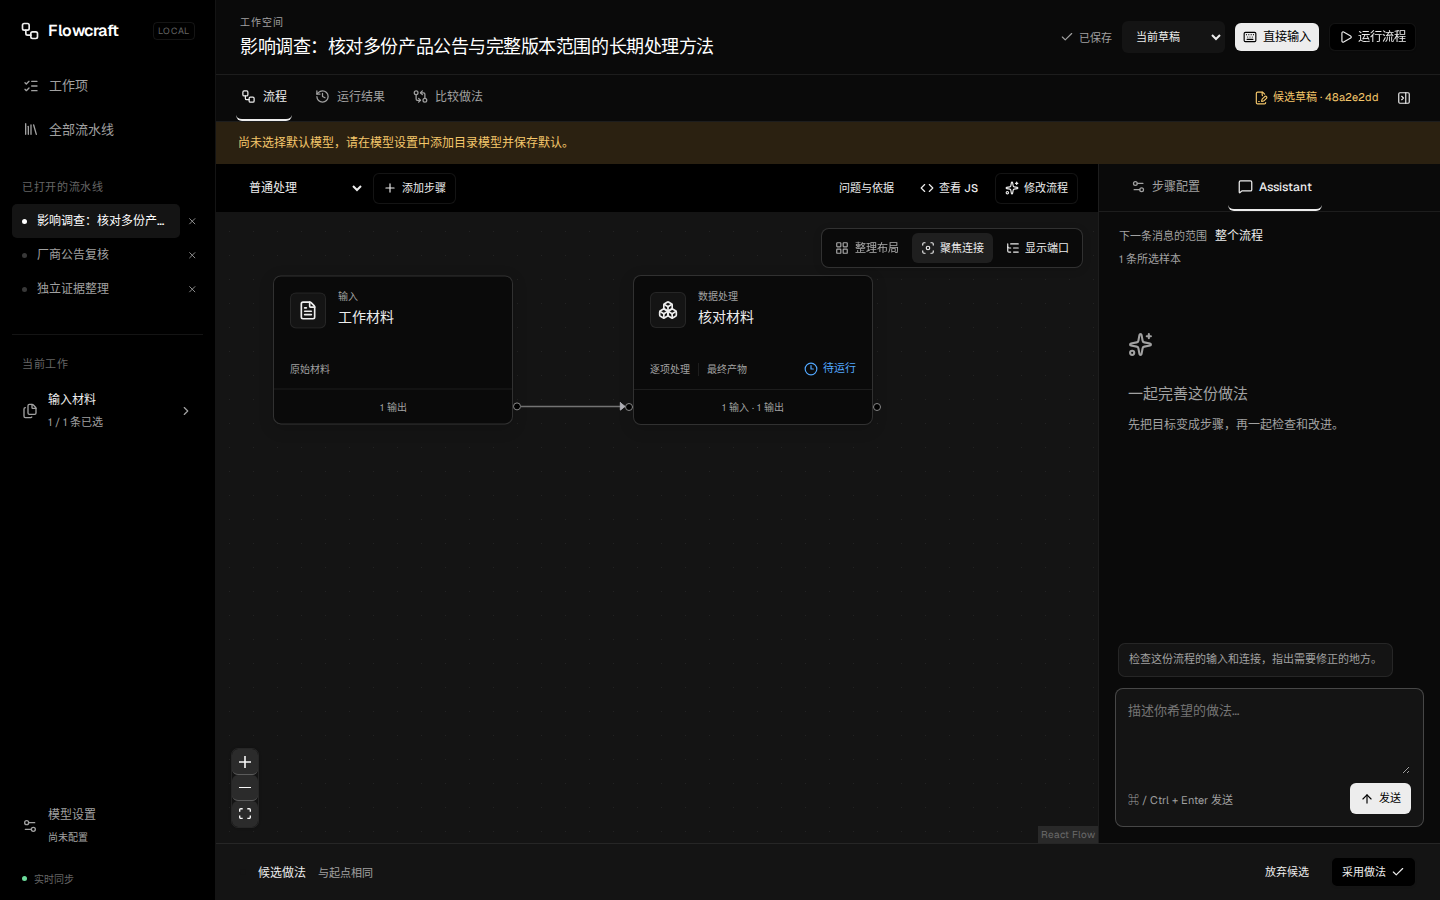 Flowcraft
LOCAL
工作项
全部流水线
已打开的流水线
影响调查：核对多份产...
厂商公告复核
独立证据整理
当前工作
输入材料
1 / 1 条已选
模型设置
尚未配置
实时同步
工作空间
影响调查：核对多份产品公告与完整版本范围的长期处理方法
已保存
当前草稿
直接输入
运行流程
流程
运行结果
比较做法
候选草稿 · 48a2e2dd
尚未选择默认模型，请在模型设置中添加目录模型并保存默认。
普通处理
添加步骤
问题与依据
查看 JS
修改流程
整理布局
聚焦连接
显示端口
输入
工作材料
原始材料
1 输出
数据处理
核对材料
逐项处理
最终产物
待运行
1 输入 · 1 输出
React Flow
步骤配置
Assistant
下一条消息的范围 整个流程
1 条所选样本
一起完善这份做法
先把目标变成步骤，再一起检查和改进。
检查这份流程的输入和连接，指出需要修正的地方。
描述你希望的做法...
⌘ / Ctrl + Enter 发送
发送
候选做法
与起点相同
放弃候选
采用做法